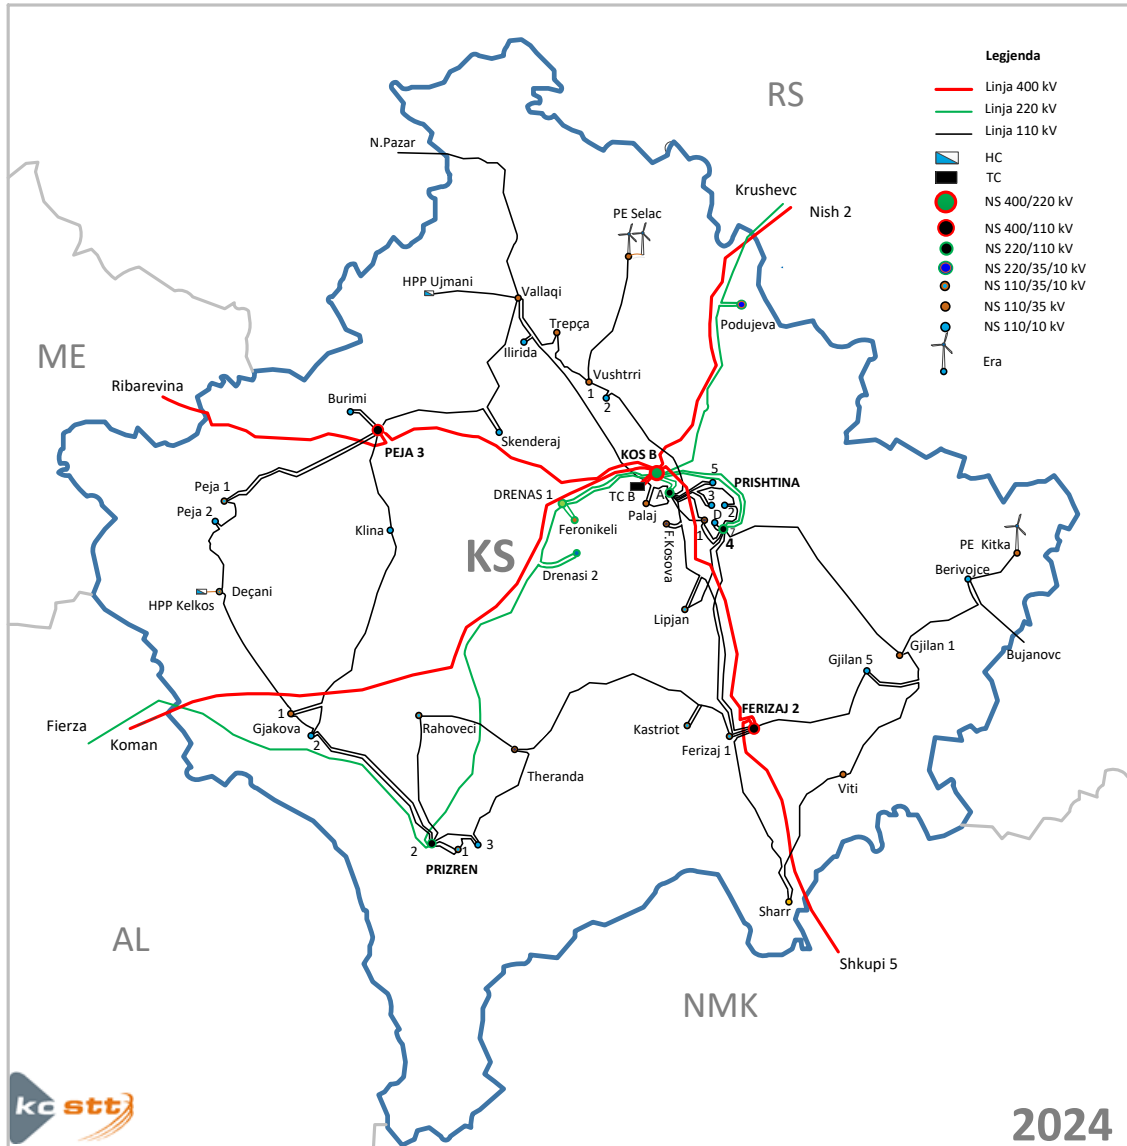 Legjenda
Linja 400 kV
Linja 220 kV
Linja 110 kV
HC
TC
NS 400/220 kV
NS 400/110 kV
NS 220/110 kV
NS 220/35/10 kV
NS 110/35/10 kV
NS 110/35 kV
NS 110/10 kV
Era
RS
N.Pazar
Krushevc
Nish 2
PE Selac
HPP Ujmani
Vallaqi
Trepça
Ilirida
Podujeva
ME
Ribarevina
Burimi
Vushtrri
1
2
Skenderaj
PEJA 3
KOS B
5
PRISHTINA
TC B
A
3
2
D
1
7
4
DRENAS 1
Palaj
F.Kosova
Feronikeli
Peja 1
Peja 2
Klina
KS
Drenasi 2
PE Kitka
Berivojce
HPP Kelkos
Deçani
Lipjan
Gjilan 1
Bujanovc
Gjilan 5
Fierza
Koman
1
Gjakova
2
Rahoveci
Kastriot
FERIZAJ 2
Ferizaj 1
Theranda
Viti
2
1
3
PRIZREN
Sharr
AL
NMK
Shkupi 5
kostt
2024